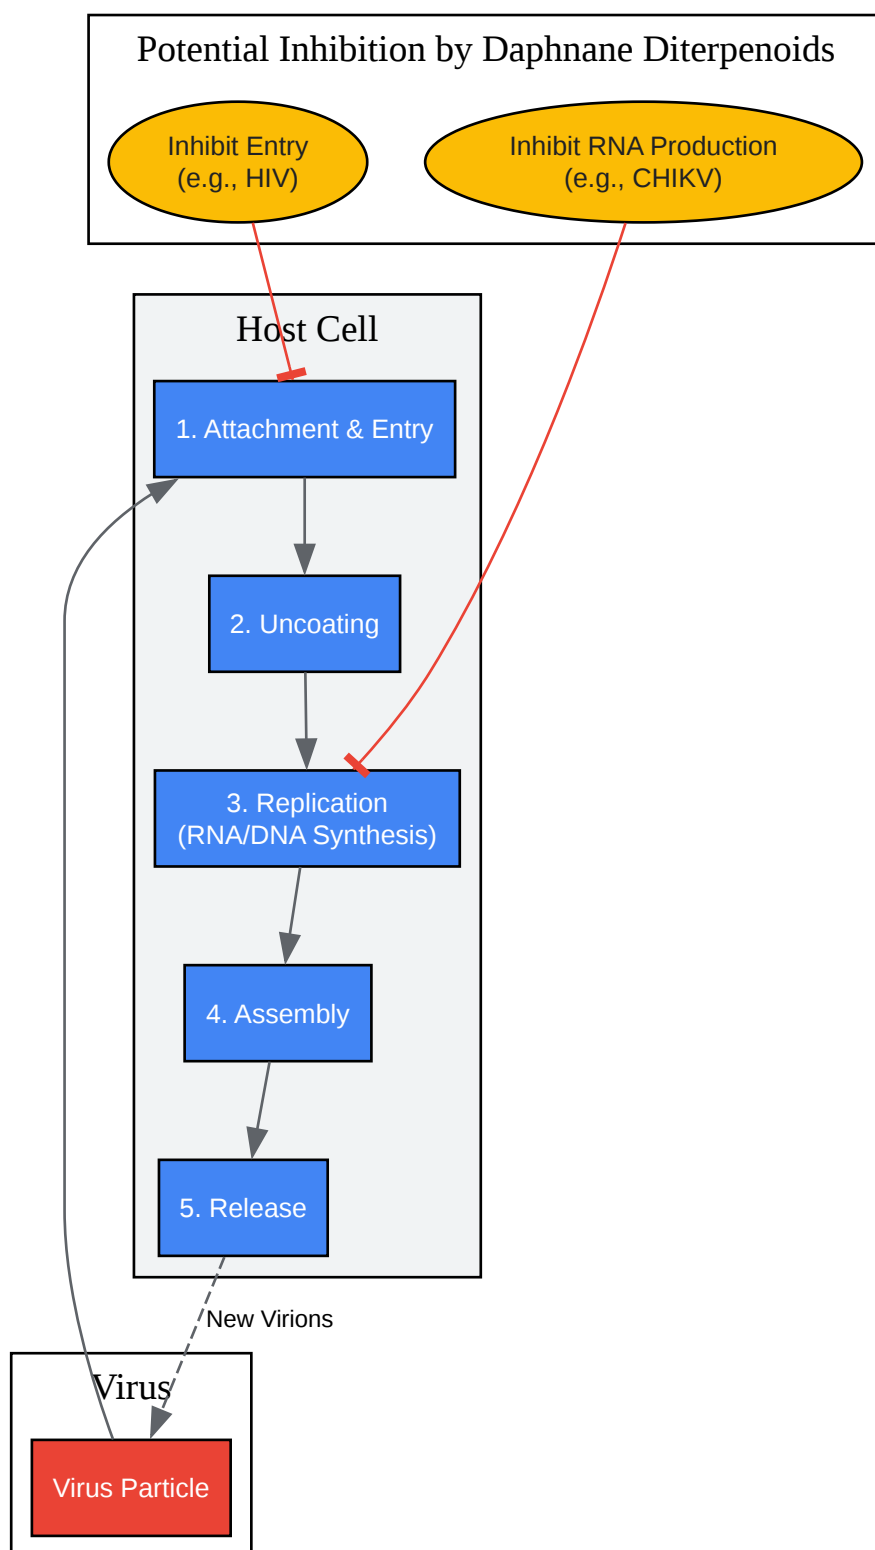 Potential Inhibition by Daphnane Diterpenoids
Inhibit Entry
(e.g., HIV)
Inhibit RNA Production
(e.g., CHIKV)
Host Cell
1. Attachment & Entry
2. Uncoating
3. Replication
(RNA/DNA Synthesis)
4. Assembly
5. Release
New Virions
Virus
Virus Particle